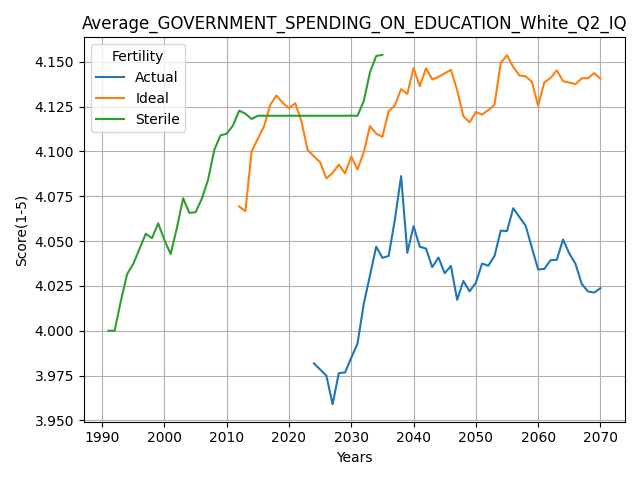 Average_GOVERNMENT_SPENDING_ON_EDUCATION_White_Q2_IQ
Fertility
Actual
Ideal
Sterile
Score(1-5)
4.150
4.125
4.100
4.075
4.050
4.025
4.000
3.975
3.950
1990 2000 2010 2020 2030 2040 2050 2060 2070
Years